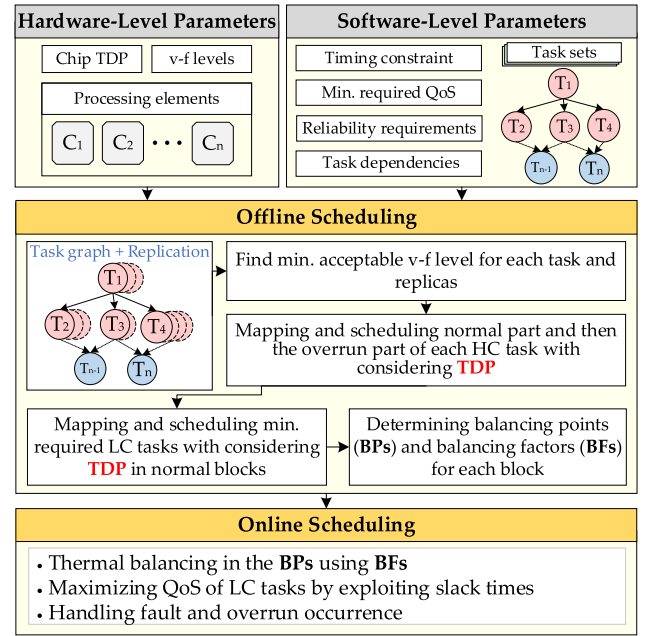 Hardware-Level Parameters
Chip TDP
v-f levels
Processing elements
C1 C2 ••• Cn
Software-Level Parameters
Timing constraint
Min. required QoS
Reliability requirements
Task dependencies
Task sets
T1
T2 T3 T4
Tn-1 Tn
Offline Scheduling
Task graph + Replication
T1
T2 T3 T4
Tn-1 Tn
Find min. acceptable v-f level for each task and
replicas
Mapping and scheduling normal part and then
the overrun part of each HC task with
considering TDP
Mapping and scheduling min.
required LC tasks with considering
TDP in normal blocks
Determining balancing points
(BPs) and balancing factors (BFs)
for each block
Online Scheduling
• Thermal balancing in the BPs using BFs
• Maximizing QoS of LC tasks by exploiting slack times
• Handling fault and overrun occurrence